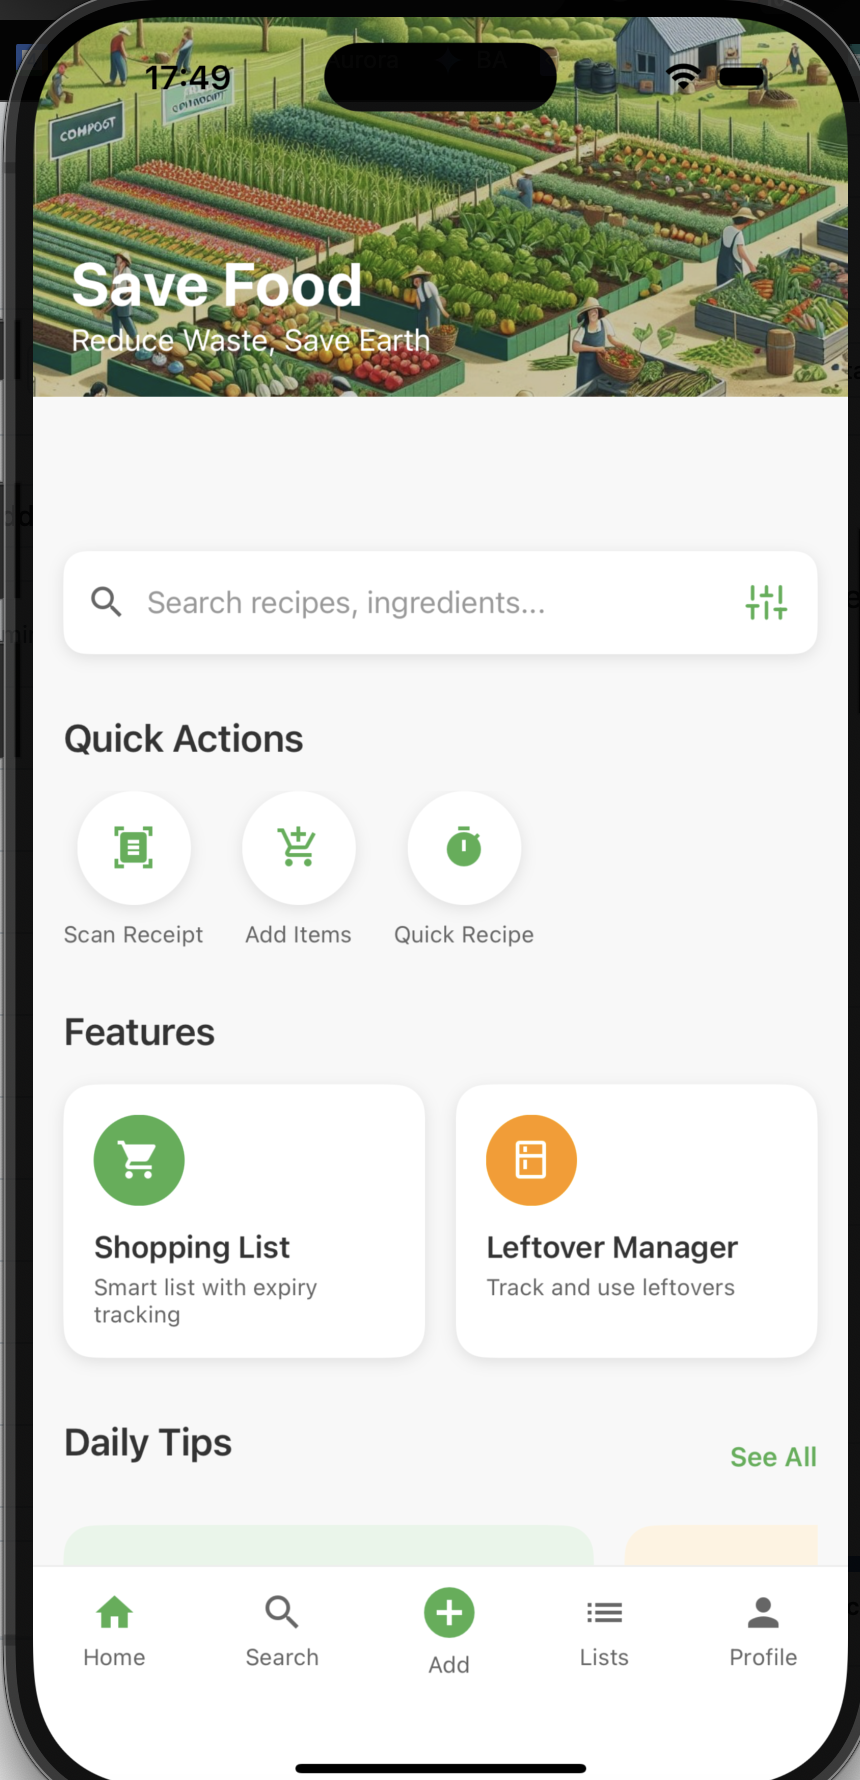 17:49
COMPOST
Save Food
Reduce Waste, Save Earth
Search recipes, ingredients...
Quick Actions
Scan Receipt
Add Items
Quick Recipe
Features
Shopping List
Smart list with expiry
tracking
Leftover Manager
Track and use leftovers
Daily Tips
See All
Home
Search
Add
Lists
Profile